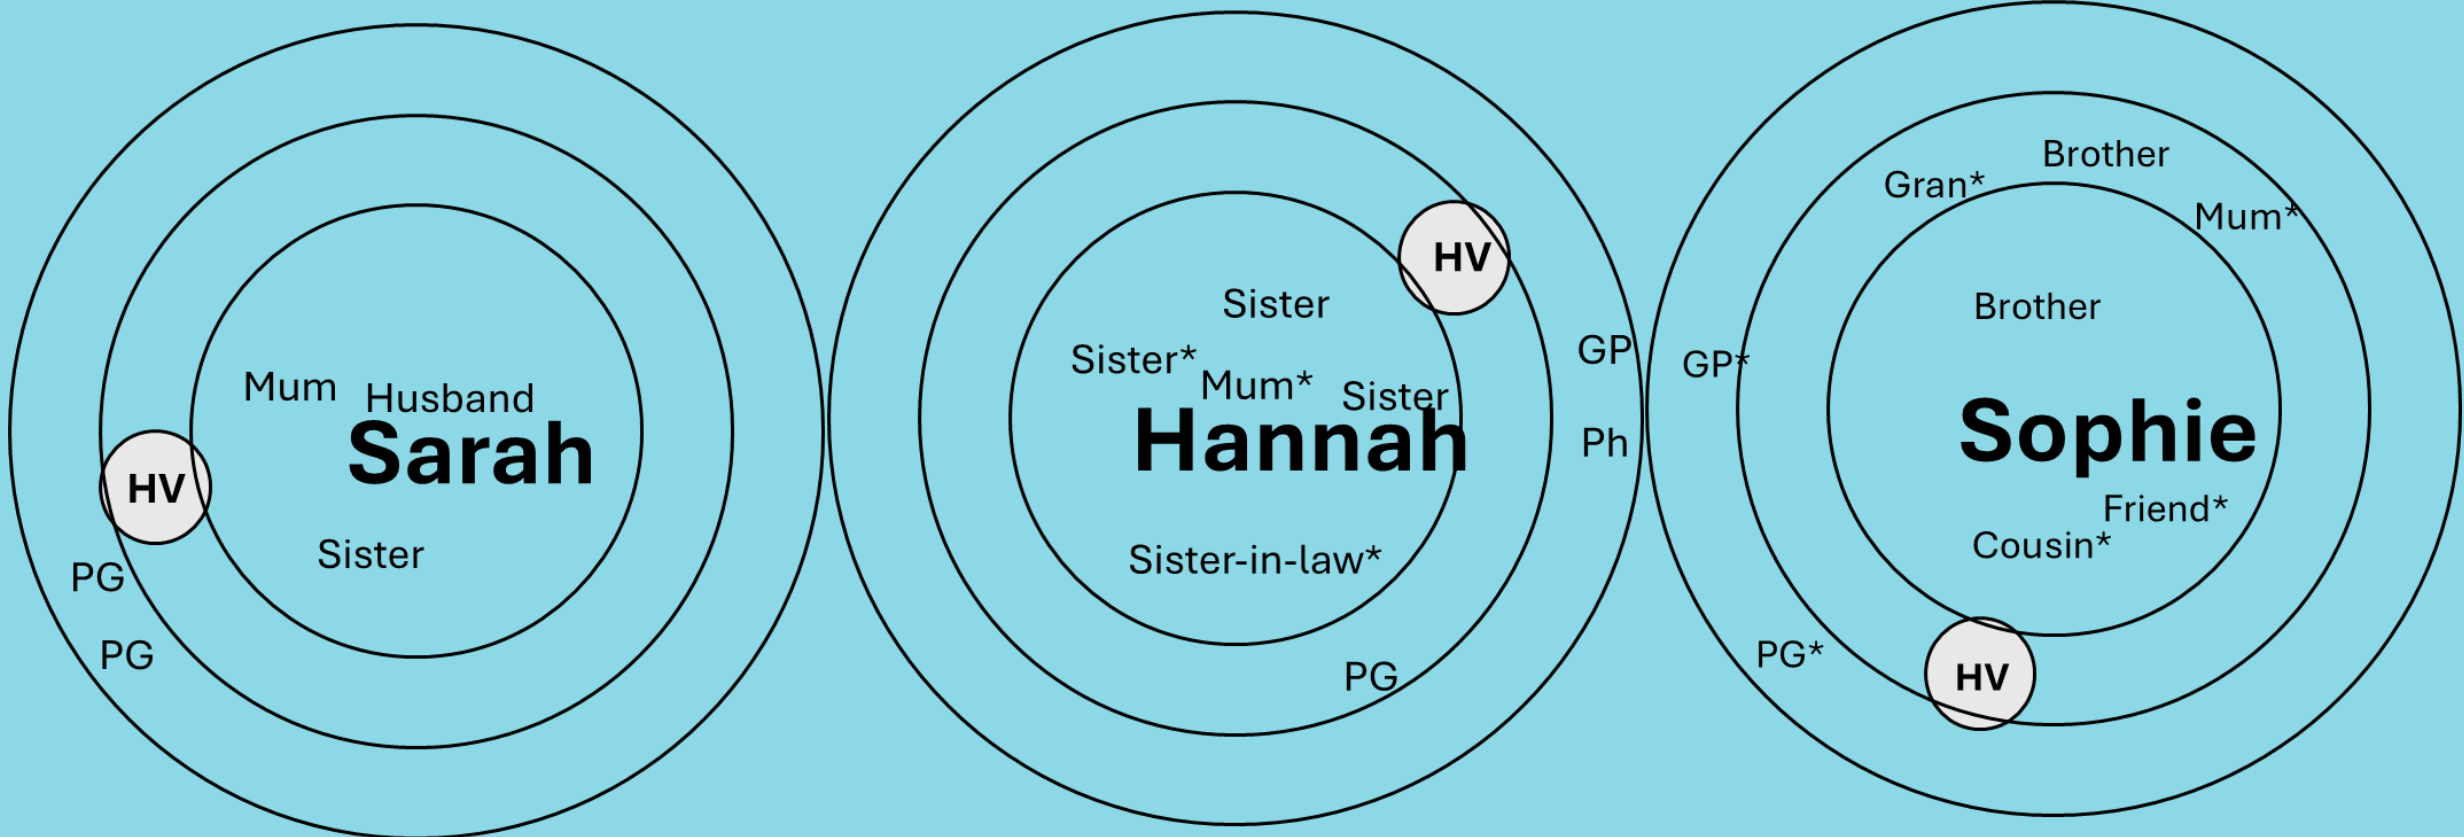 Mum
Husband
Sarah
HV
Sister
PG
PG
HV
Sister
Sister*
Mum*
Sister
Hannah
GP
Ph
Sister-in-law*
PG
Brother
Gran*
Mum*
Brother
GP*
Sophie
Friend*
Cousin*
PG*
HV